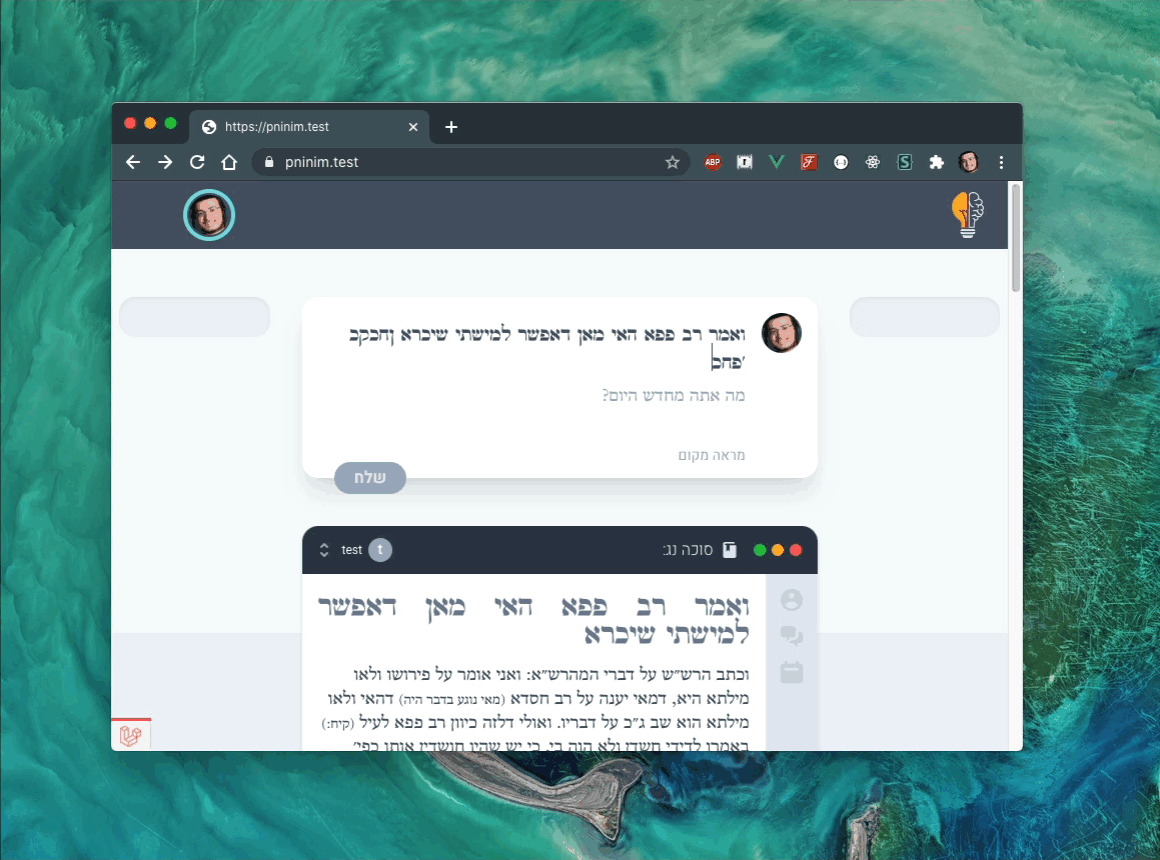 https://pninim.test
pninim.test
ABP
ואמר רב פפא האי מאן דאפשר למישתי שיכרא ןחכקכ
'פחכ
מה אתה מחדש היום?
מראה מקום
שלח
סוכה נג:
t test
ואמר רב פפא האי מאן דאפשר
למישתי שיכרא
וכתב הרש״ש על דברי המהרש״א: ואני אומר על פירושו ולאו
מילתא היא, דמאי יענה על רב חסדא (מאי נוגע בדבר היה) דהאי ולאו
מילתא הוא שב ג״כ על דבריו. ואולי דלזה כיוון רב פפא לעיל (קיח:)
באמרו לדידי חשדן ולא הוה בי, כי יש שהיו חושדין אותו כפי׳